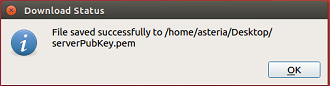 Download Status
File saved successfully to /home/asteria/Desktop/
serverPubKey.pem
OK